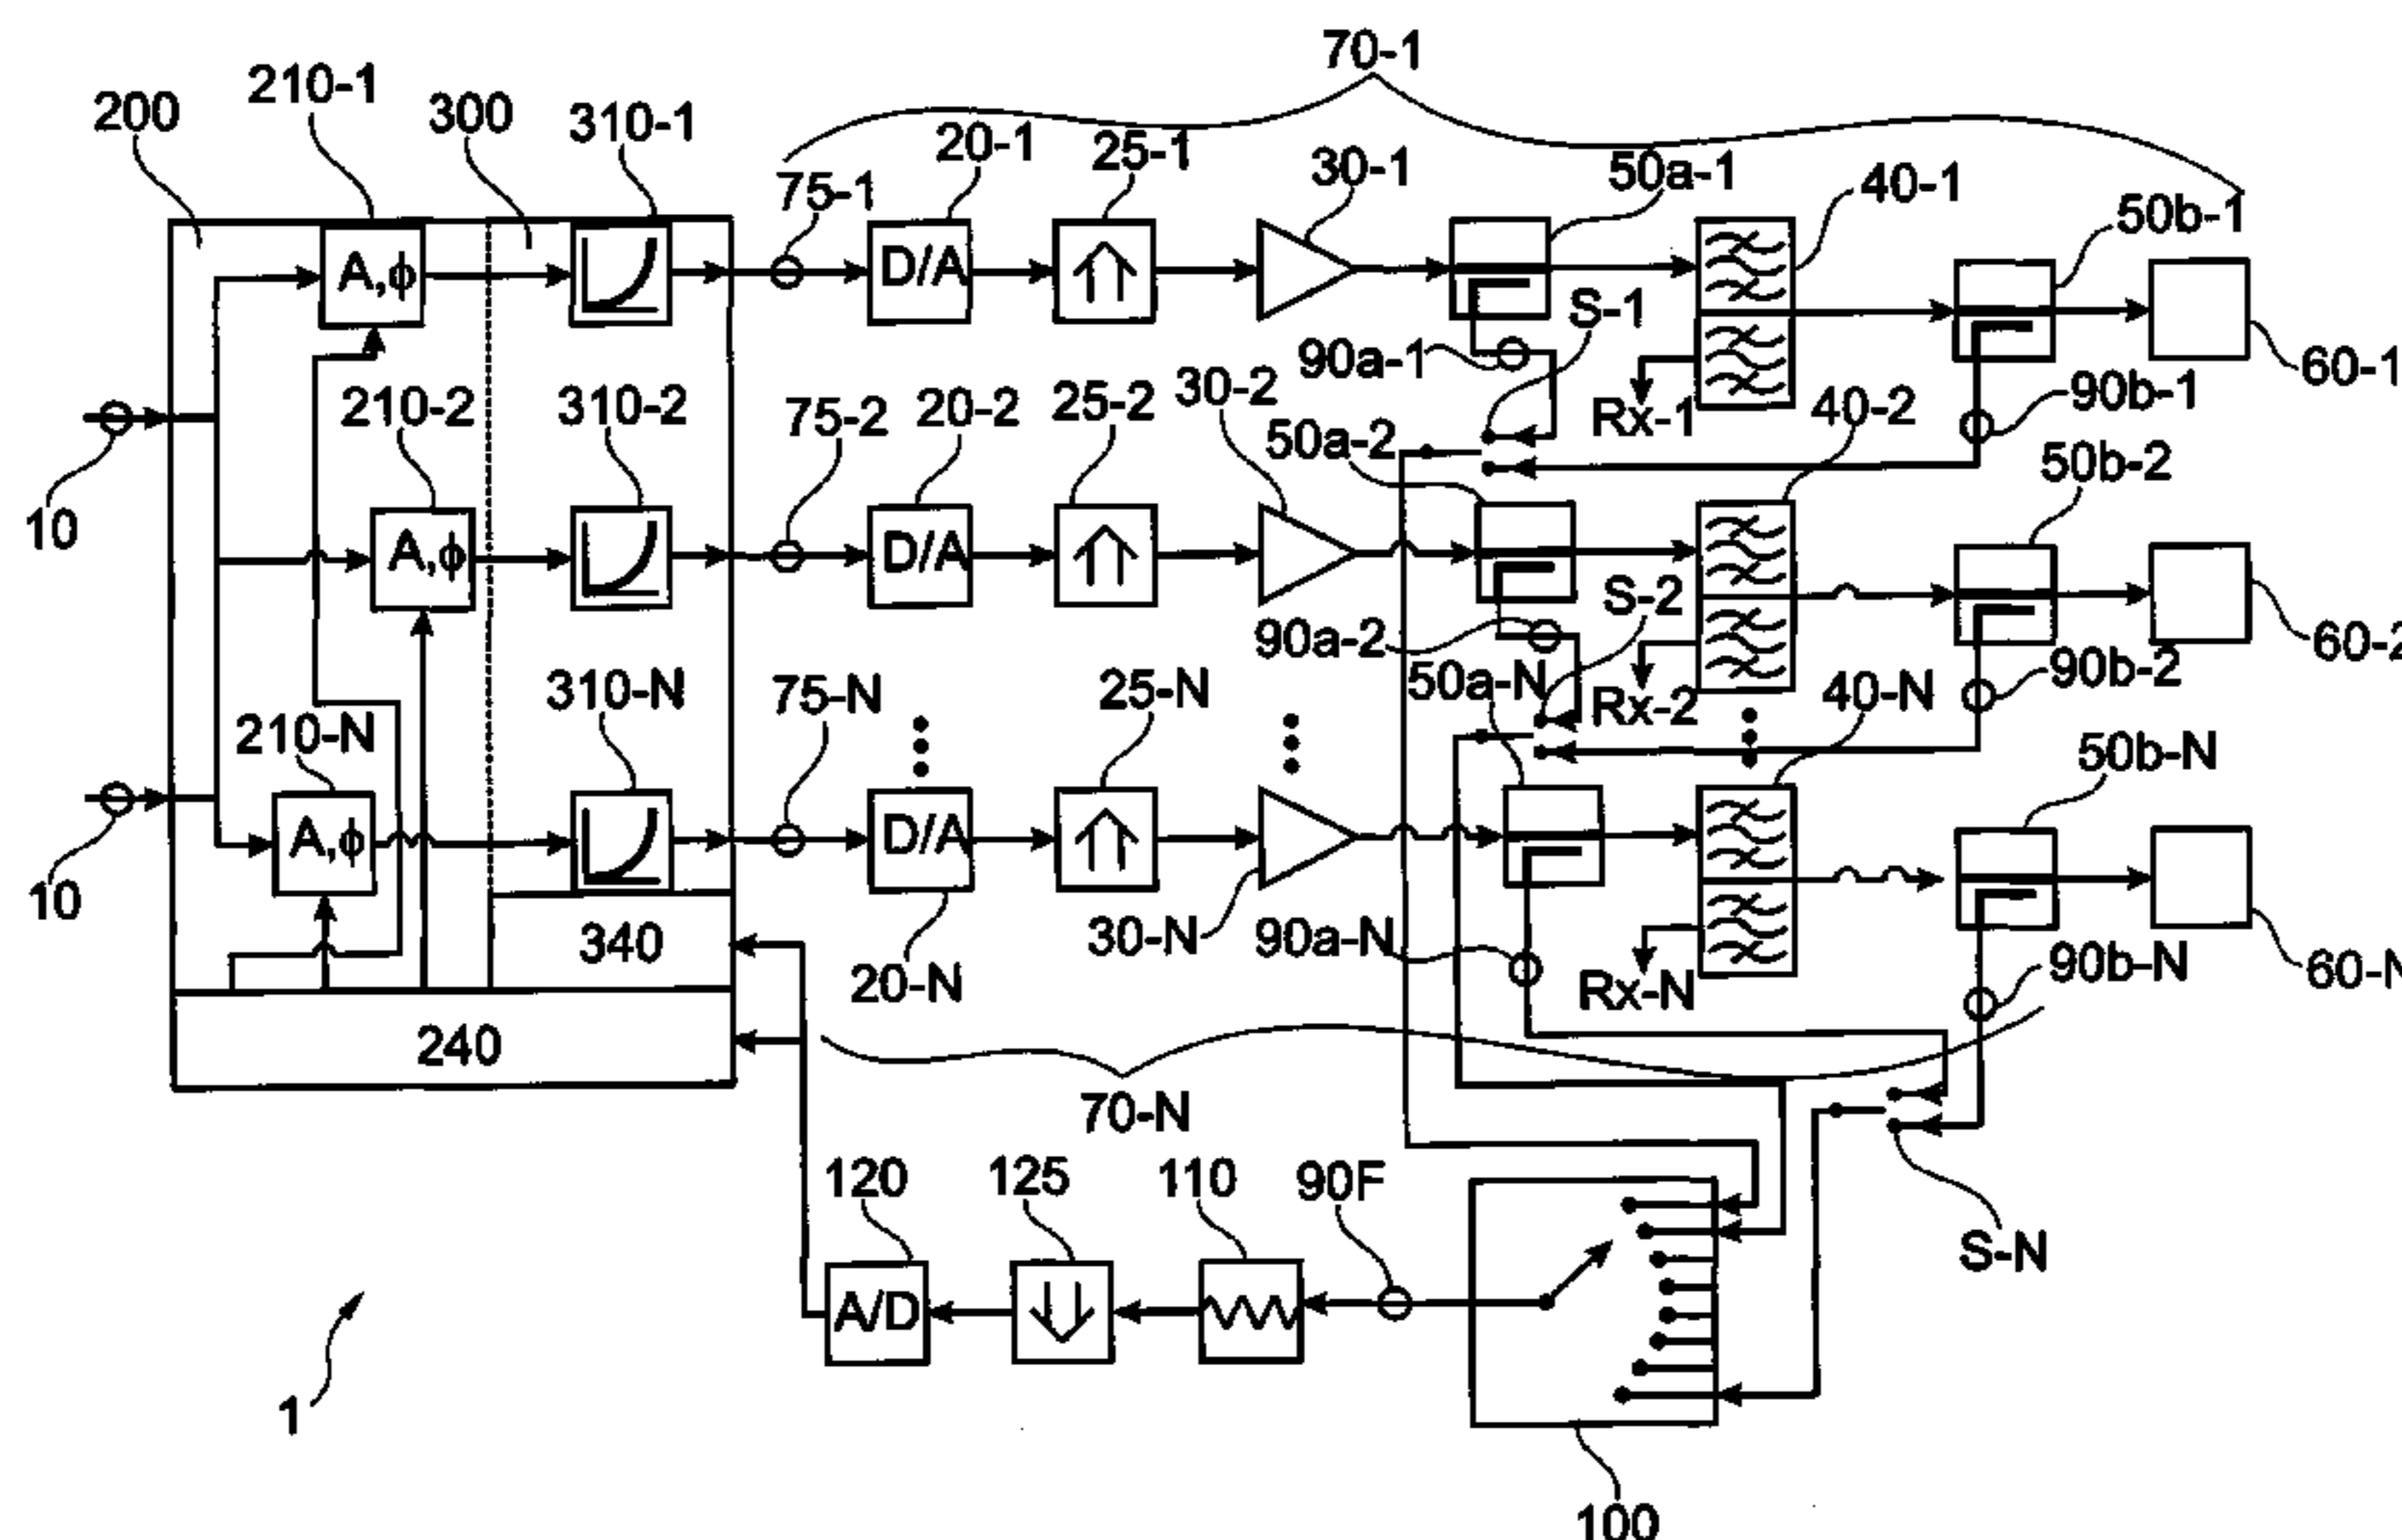 70-1
200
210-1
300
310-1
75-1
20-1
25-1
30-1
50a-1
40-1
50b-1
A,ϕ
D/A
S-1
90a-1
60-1
Rx-1
90b-1
10
210-2
310-2
75-2
20-2
25-2
30-2
50a-2
40-2
50b-2
A,ϕ
D/A
S-2
90a-2
60-2
Rx-2
90b-2
210-N
310-N
75-N
25-N
50a-N
40-N
50b-N
10
A,ϕ
D/A
30-N
90a-N
60-N
340
20-N
Rx-N
90b-N
240
70-N
120
125
110
90F
S-N
A/D
1
100